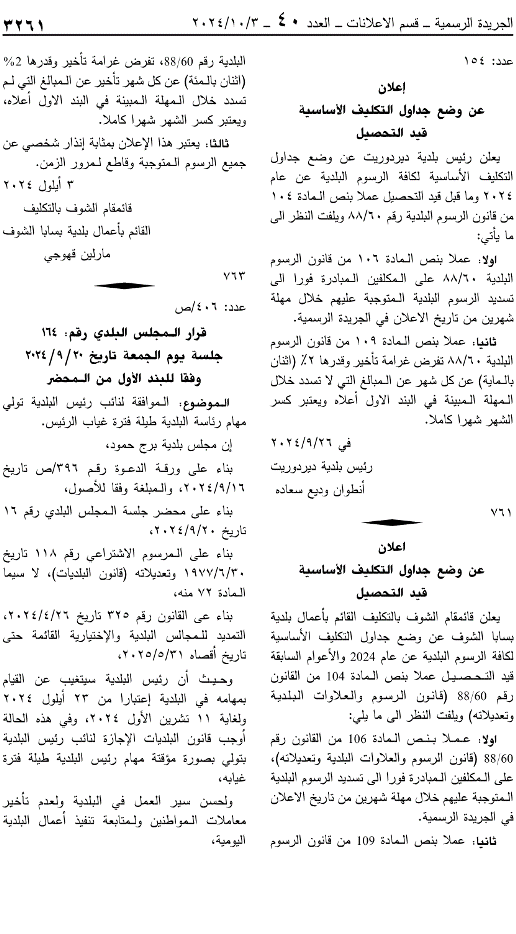 الجريدة الرسمية ــ قسم الاعلانات ــ العدد ٤٠ ــ ٢٠٢٤/١٠/٣
٣٢٦١
عدد: ١٥٤
إعلان
عن وضع جداول التكليف الأساسية
قيد التحصيل
يعلن رئيس بلدية ديردوريت عن وضع جداول
التكليف الأساسية لكافة الرسوم البلدية عن عام
٢٠٢٤ وما قبل قيد التحصيل عملا بنص المادة ١٠٤
من قانون الرسوم البلدية رقم ٨٨/٦٠ ويلفت النظر الى
ما يأتي:
اولا: عملا بنص المادة ١٠٦ من قانون الرسوم
البلدية ٨٨/٦٠ على المكلفين المبادرة فورا الى
تسديد الرسوم البلدية المتوجبة عليهم خلال مهلة
شهرين من تاريخ الاعلان في الجريدة الرسمية.
ثانيا: عملا بنص المادة ١٠٩ من قانون الرسوم
البلدية ٨٨/٦٠ تفرض غرامة تأخير وقدرها ٢٪ (اثنان
بالماية) عن كل شهر عن المبالغ التي لا تسدد خلال
المهلة المبينة في البند الاول أعلاه ويعتبر كسر
الشهر شهرا كاملا.
في ٢٠٢٤/٩/٢٦
رئيس بلدية ديردوريت
أنطوان وديع سعاده
٧٦١
اعلان
عن وضع جداول التكليف الأساسية
قيد التحصيل
يعلن قائمقام الشوف بالتكليف القائم بأعمال بلدية
بسابا الشوف عن وضع جداول التكليف الأساسية
لكافة الرسوم البلدية عن عام 2024 والأعوام السابقة
قيد التحصيل عملا بنص المادة 104 من القانون
رقم 88/60 (قانون الرسوم والعلاوات البلدية
وتعديلاته) ويلفت النظر الى ما يلي:
اولا: عملا بنص المادة 106 من القانون رقم
88/60 (قانون الرسوم والعلاوات البلدية وتعديلاته)،
على المكلفين المبادرة فورا الى تسديد الرسوم البلدية
المتوجبة عليهم خلال مهلة شهرين من تاريخ الاعلان
في الجريدة الرسمية.
ثانيا: عملا بنص المادة 109 من قانون الرسوم
البلدية رقم 88/60، تفرض غرامة تأخير وقدرها 2%
(اثنان بالمئة) عن كل شهر تأخير عن المبالغ التي لم
تسدد خلال المهلة المبينة في البند الاول أعلاه،
ويعتبر كسر الشهر شهرا كاملا.
ثالثا: يعتبر هذا الإعلان بمثابة إنذار شخصي عن
جميع الرسوم المتوجبة وقاطع لمرور الزمن.
٣ أيلول ٢٠٢٤
قائمقام الشوف بالتكليف
القائم بأعمال بلدية بسابا الشوف
مارلين قهوجي
٧٦٣
عدد: ٤٠٦/ص
قرار المجلس البلدي رقم: ١٦٤
جلسة يوم الجمعة تاريخ ٢٠٢٤/٩/٢٠
وفقا للبند الأول من المحضر
الموضوع: الموافقة لنائب رئيس البلدية تولي
مهام رئاسة البلدية طيلة فترة غياب الرئيس.
إن مجلس بلدية برج حمود،
بناء على ورقة الدعوة رقم ٣٩٦/ص تاريخ
٢٠٢٤/٩/١٦، والمبلغة وفقا للأصول،
بناء على محضر جلسة المجلس البلدي رقم ١٦
تاريخ ٢٠٢٤/٩/٢٠،
بناء على المرسوم الاشتراعي رقم ١١٨ تاريخ
١٩٧٧/٦/٣٠ وتعديلاته (قانون البلديات)، لا سيما
المادة ٧٢ منه،
بناء عى القانون رقم ٣٢٥ تاريخ ٢٠٢٤/٤/٢٦،
التمديد للمجالس البلدية والإختيارية القائمة حتى
تاريخ أقصاه ٢٠٢٥/٥/٣١،
وحيث أن رئيس البلدية سيتغيب عن القيام
بمهامه في البلدية إعتبارا من ٢٣ أيلول ٢٠٢٤
ولغاية ١١ تشرين الأول ٢٠٢٤، وفي هذه الحالة
أوجب قانون البلديات الإجازة لنائب رئيس البلدية
بتولي بصورة مؤقتة مهام رئيس البلدية طيلة فترة
غيابه،
ولحسن سير العمل في البلدية ولعدم تأخير
معاملات المواطنين ولمتابعة تنفيذ أعمال البلدية
اليومية،